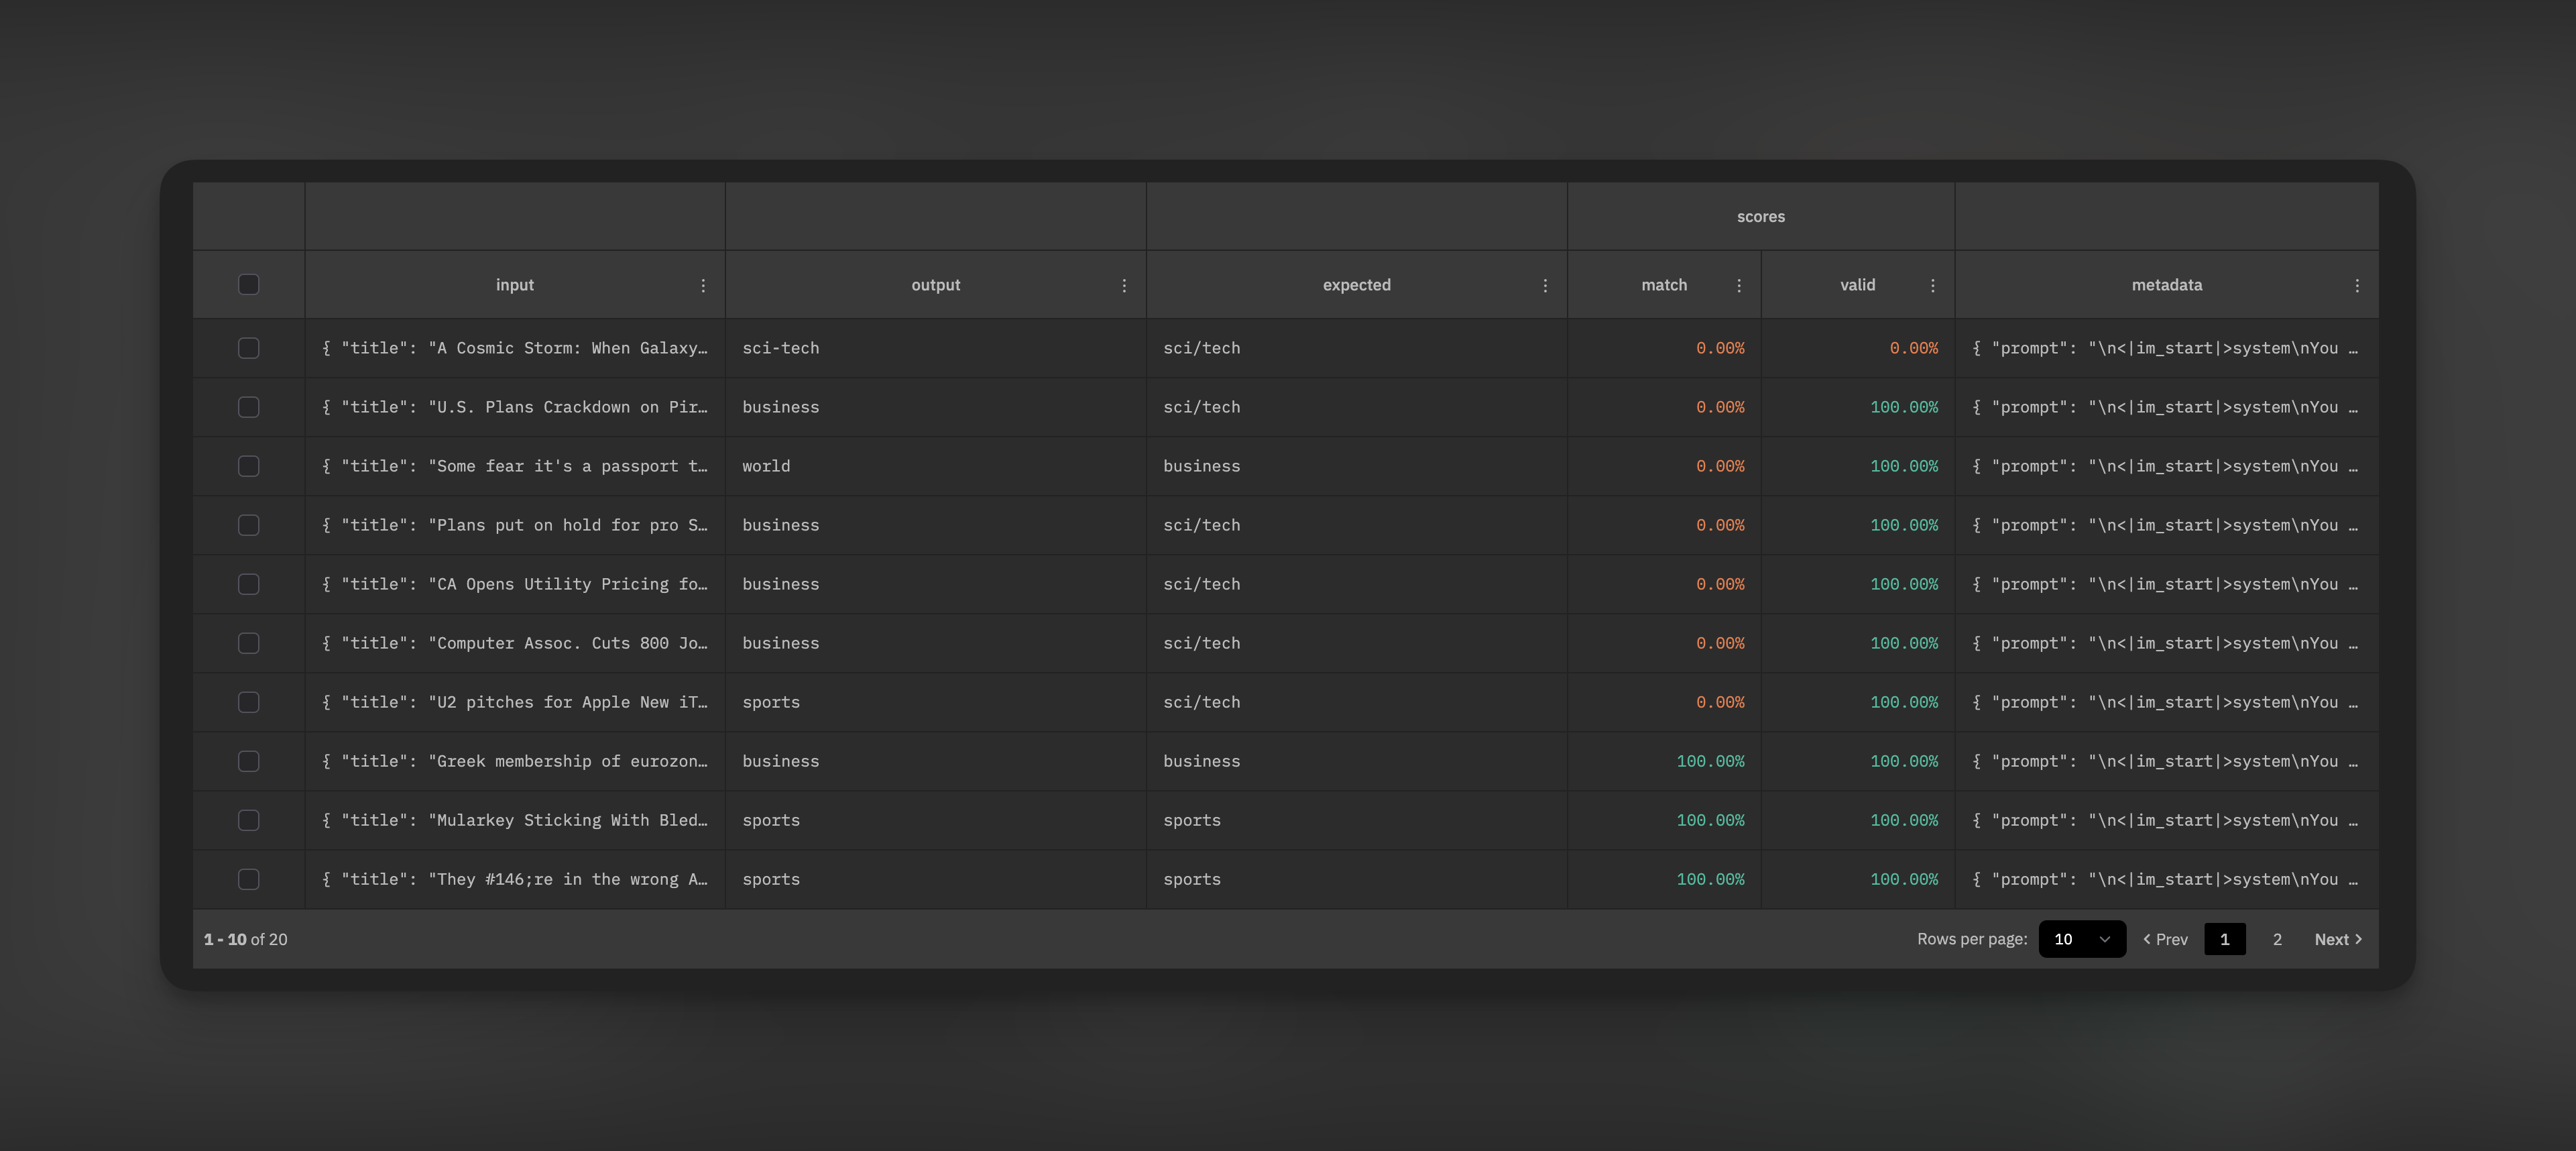 scores
input output expected match valid metadata
{ "title": "A Cosmic Storm: When Galaxy… sci-tech sci/tech 0.00% 0.00% { "prompt": "\n<|im_start|>system\nYou …
{ "title": "U.S. Plans Crackdown on Pir… business sci/tech 0.00% 100.00% { "prompt": "\n<|im_start|>system\nYou …
{ "title": "Some fear it's a passport t… world business 0.00% 100.00% { "prompt": "\n<|im_start|>system\nYou …
{ "title": "Plans put on hold for pro S… business sci/tech 0.00% 100.00% { "prompt": "\n<|im_start|>system\nYou …
{ "title": "CA Opens Utility Pricing fo… business sci/tech 0.00% 100.00% { "prompt": "\n<|im_start|>system\nYou …
{ "title": "Computer Assoc. Cuts 800 Jo… business sci/tech 0.00% 100.00% { "prompt": "\n<|im_start|>system\nYou …
{ "title": "U2 pitches for Apple New iT… sports sci/tech 0.00% 100.00% { "prompt": "\n<|im_start|>system\nYou …
{ "title": "Greek membership of eurozon… business business 100.00% 100.00% { "prompt": "\n<|im_start|>system\nYou …
{ "title": "Mularkey Sticking With Bled… sports sports 100.00% 100.00% { "prompt": "\n<|im_start|>system\nYou …
{ "title": "They #146;re in the wrong A… sports sports 100.00% 100.00% { "prompt": "\n<|im_start|>system\nYou …
1 - 10 of 20 Rows per page: 10 Prev 1 2 Next